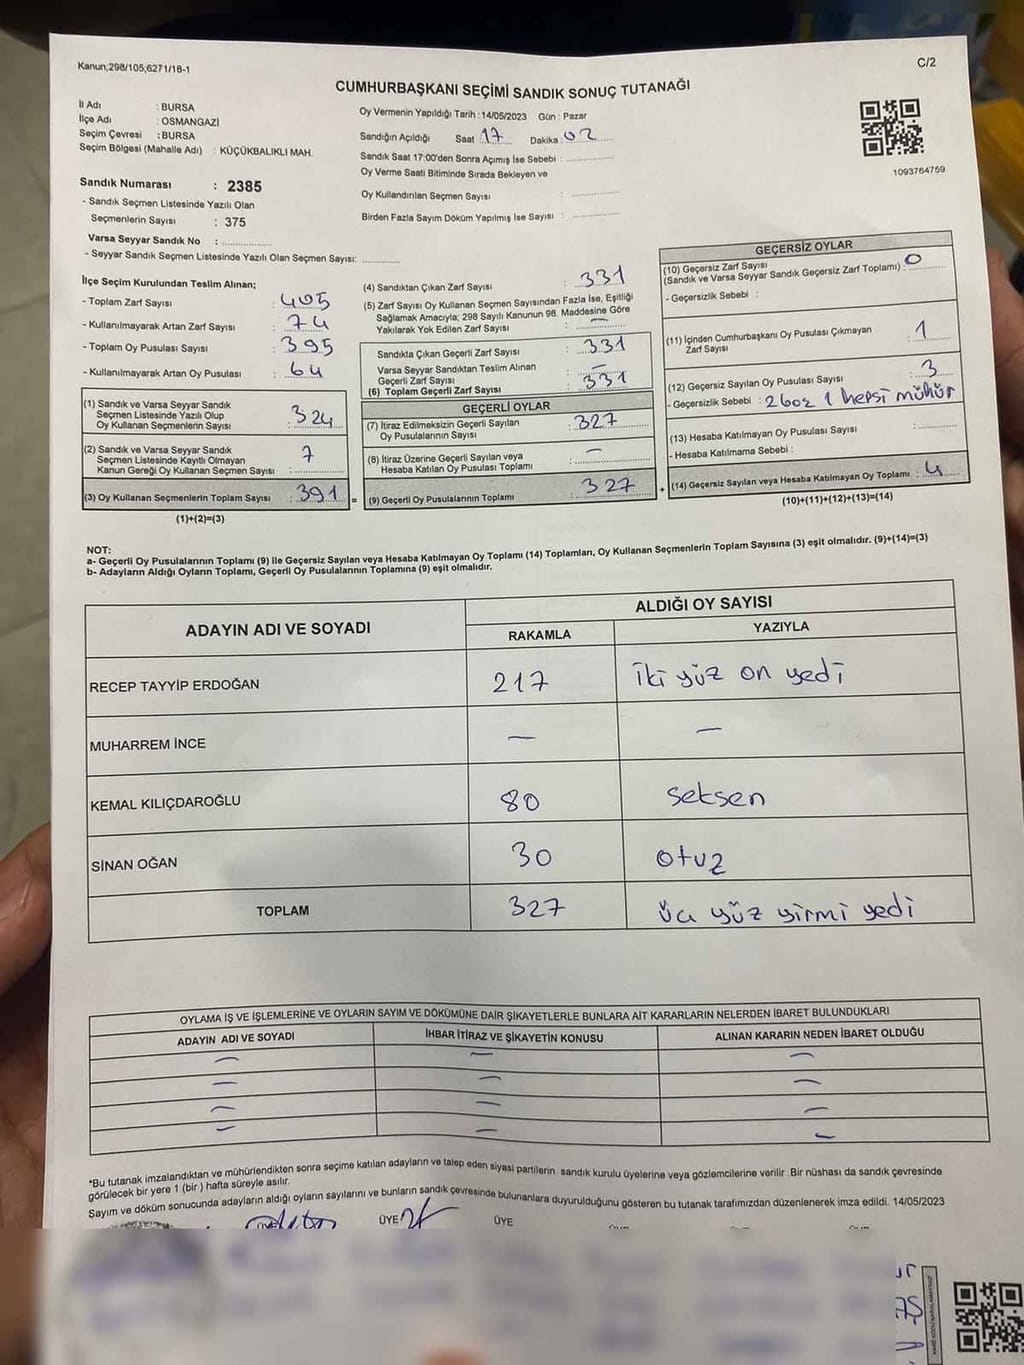 Kanun;298/105;6271/18-1
C/2
CUMHURBAŞKANI SEÇİMİ SANDIK SONUÇ TUTANAĞI
İl Adı : BURSA
İlçe Adı : OSMANGAZİ
Seçim Çevresi : BURSA
Seçim Bölgesi (Mahalle Adı) : KÜÇÜKBALIKLI MAH.
Sandık Numarası : 2385
- Sandık Seçmen Listesinde Yazılı Olan
Seçmenlerin Sayısı : 375
Varsa Seyyar Sandık No :
- Seyyar Sandık Seçmen Listesinde Yazılı Olan Seçmen Sayısı:
Oy Vermenin Yapıldığı Tarih : 14/05/2023 Gün : Pazar
Sandığın Açıldığı Saat : 17 Dakika : 02
Sandık Saat 17:00'den Sonra Açımış İse Sebebi :
Oy Verme Saati Bitiminde Sırada Bekleyen ve
Oy Kullandırılan Seçmen Sayısı :
Birden Fazla Sayım Döküm Yapılmış İse Sayısı :
1093764759
İlçe Seçim Kurulundan Teslim Alınan;
- Toplam Zarf Sayısı : 405
- Kullanılmayarak Artan Zarf Sayısı : 74
- Toplam Oy Pusulası Sayısı : 395
- Kullanılmayarak Artan Oy Pusulası : 64
(1) Sandık ve Varsa Seyyar Sandık
Seçmen Listesinde Yazılı Olup
Oy Kullanan Seçmenlerin Sayısı : 324
(2) Sandık ve Varsa Seyyar Sandık
Seçmen Listesinde Kayıtlı Olmayan
Kanun Gereği Oy Kullanan Seçmen Sayısı : 7
(3) Oy Kullanan Seçmenlerin Toplam Sayısı : 391
(1)+(2)=(3)
=
(4) Sandıktan Çıkan Zarf Sayısı : 331
(5) Zarf Sayısı Oy Kullanan Seçmen Sayısından Fazla İse, Eşitliği
Sağlamak Amacıyla; 298 Sayılı Kanunun 98. Maddesine Göre
Yakılarak Yok Edilen Zarf Sayısı : —
Sandıkta Çıkan Geçerli Zarf Sayısı : 331
Varsa Seyyar Sandıktan Teslim Alınan
Geçerli Zarf Sayısı : —
(6) Toplam Geçerli Zarf Sayısı : 331
GEÇERLİ OYLAR
(7) İtiraz Edilmeksizin Geçerli Sayılan
Oy Pusulalarının Sayısı : 327
(8) İtiraz Üzerine Geçerli Sayılan veya
Hesaba Katılan Oy Pusulası Toplamı : —
(9) Geçerli Oy Pusulalarının Toplamı : 327
+
GEÇERSİZ OYLAR
(10) Geçersiz Zarf Sayısı
(Sandık ve Varsa Seyyar Sandık Geçersiz Zarf Toplamı) : 0
- Geçersizlik Sebebi :
(11) İçinden Cumhurbaşkanı Oy Pusulası Çıkmayan
Zarf Sayısı : 1
(12) Geçersiz Sayılan Oy Pusulası Sayısı : 3
- Geçersizlik Sebebi : 2boz 1 hepsi mühür
(13) Hesaba Katılmayan Oy Pusulası Sayısı :
- Hesaba Katılmama Sebebi :
(14) Geçersiz Sayılan veya Hesaba Katılmayan Oy Toplamı : 4
(10)+(11)+(12)+(13)=(14)
NOT:
a- Geçerli Oy Pusulalarının Toplamı (9) ile Geçersiz Sayılan veya Hesaba Katılmayan Oy Toplamı (14) Toplamları, Oy Kullanan Seçmenlerin Toplam Sayısına (3) eşit olmalıdır. (9)+(14)=(3)
b- Adayların Aldığı Oyların Toplamı, Geçerli Oy Pusulalarının Toplamına (9) eşit olmalıdır.
ADAYIN ADI VE SOYADI
ALDIĞI OY SAYISI
RAKAMLA YAZIYLA
RECEP TAYYİP ERDOĞAN 217 iki yüz on yedi
MUHARREM İNCE — —
KEMAL KILIÇDAROĞLU 80 seksen
SİNAN OĞAN 30 otuz
TOPLAM 327 üç yüz yirmi yedi
OYLAMA İŞ VE İŞLEMLERİNE VE OYLARIN SAYIM VE DÖKÜMÜNE DAİR ŞİKAYETLERLE BUNLARA AİT KARARLARIN NELERDEN İBARET BULUNDUKLARI
ADAYIN ADI VE SOYADI İHBAR İTİRAZ VE ŞİKAYETİN KONUSU ALINAN KARARIN NEDEN İBARET OLDUĞU
— — —
— — —
— — —
— — —
*Bu tutanak imzalandıktan ve mühürlendikten sonra seçime katılan adayların ve talep eden siyasi partilerin sandık kurulu üyelerine veya gözlemcilerine verilir. Bir nüshası da sandık çevresinde
görülecek bir yere 1 (bir) hafta süreyle asılır.
Sayım ve döküm sonucunda adayların aldığı oyların sayılarını ve bunların sandık çevresinde bulunanlara duyurulduğunu gösteren bu tutanak tarafımızdan düzenlenerek imza edildi. 14/05/2023
ÜYE ÜYE